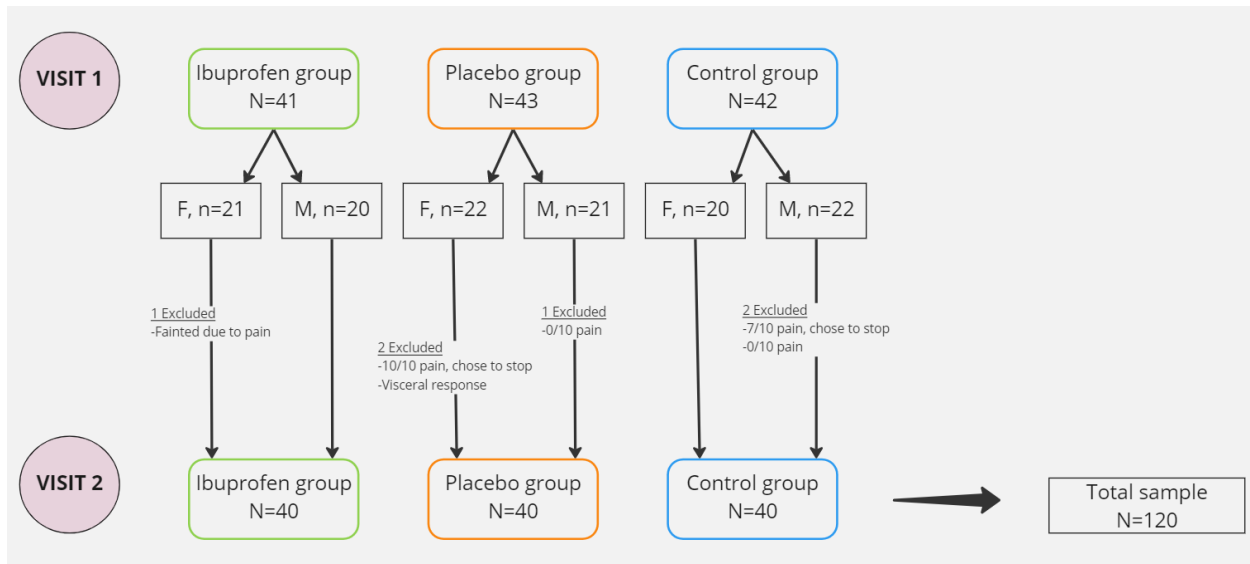 VISIT 1
Ibuprofen group
N=41
Placebo group
N=43
Control group
N=42
F, n=21
M, n=20
F, n=22
M, n=21
F, n=20
M, n=22
1 Excluded
-Fainted due to pain
2 Excluded
-10/10 pain, chose to stop
-Visceral response
1 Excluded
-0/10 pain
2 Excluded
-7/10 pain, chose to stop
-0/10 pain
VISIT 2
Ibuprofen group
N=40
Placebo group
N=40
Control group
N=40
Total sample
N=120